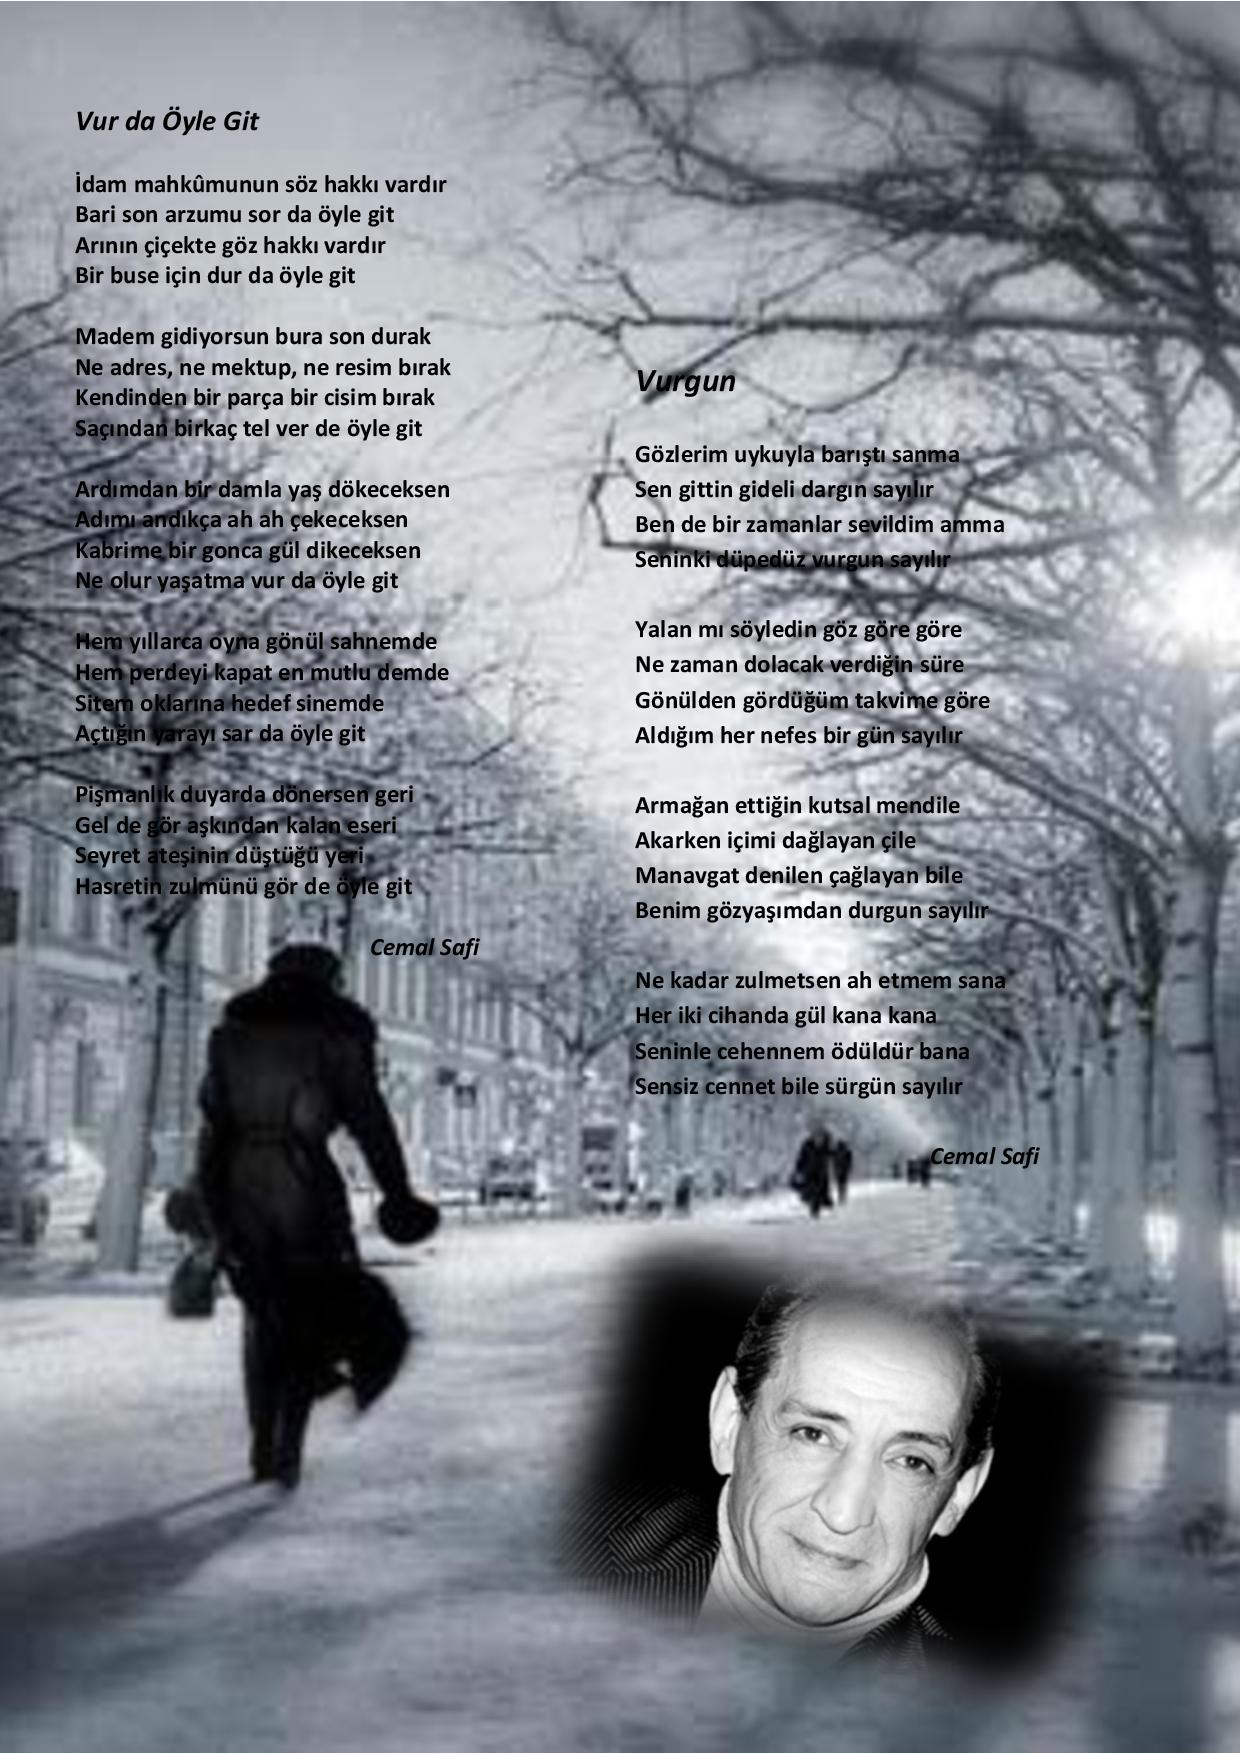 Vur da Öyle Git
İdam mahkûmunun söz hakkı vardır
Bari son arzumu sor da öyle git
Arının çiçekte göz hakkı vardır
Bir buse için dur da öyle git
Madem gidiyorsun bura son durak
Ne adres, ne mektup, ne resim bırak
Kendinden bir parça bir cisim bırak
Saçından birkaç tel ver de öyle git
Ardımdan bir damla yaş dökeceksen
Adımı andıkça ah ah çekeceksen
Kabrime bir gonca gül dikeceksen
Ne olur yaşatma vur da öyle git
Hem yıllarca oyna gönül sahnemde
Hem perdeyi kapat en mutlu demde
Sitem oklarına hedef sinemde
Açtığın yarayı sar da öyle git
Pişmanlık duyarda dönersen geri
Gel de gör aşkından kalan eseri
Seyret ateşinin düştüğü yeri
Hasretin zulmünü gör de öyle git
Cemal Safi
Vurgun
Gözlerim uykuyla barıştı sanma
Sen gittin gideli dargın sayılır
Ben de bir zamanlar sevildim amma
Seninki düpedüz vurgun sayılır
Yalan mı söyledin göz göre göre
Ne zaman dolacak verdiğin süre
Gönülden gördüğüm takvime göre
Aldığım her nefes bir gün sayılır
Armağan ettiğin kutsal mendile
Akarken içimi dağlayan çile
Manavgat denilen çağlayan bile
Benim gözyaşımdan durgun sayılır
Ne kadar zulmetsen ah etmem sana
Her iki cihanda gül kana kana
Seninle cehennem ödüldür bana
Sensiz cennet bile sürgün sayılır
Cemal Safi